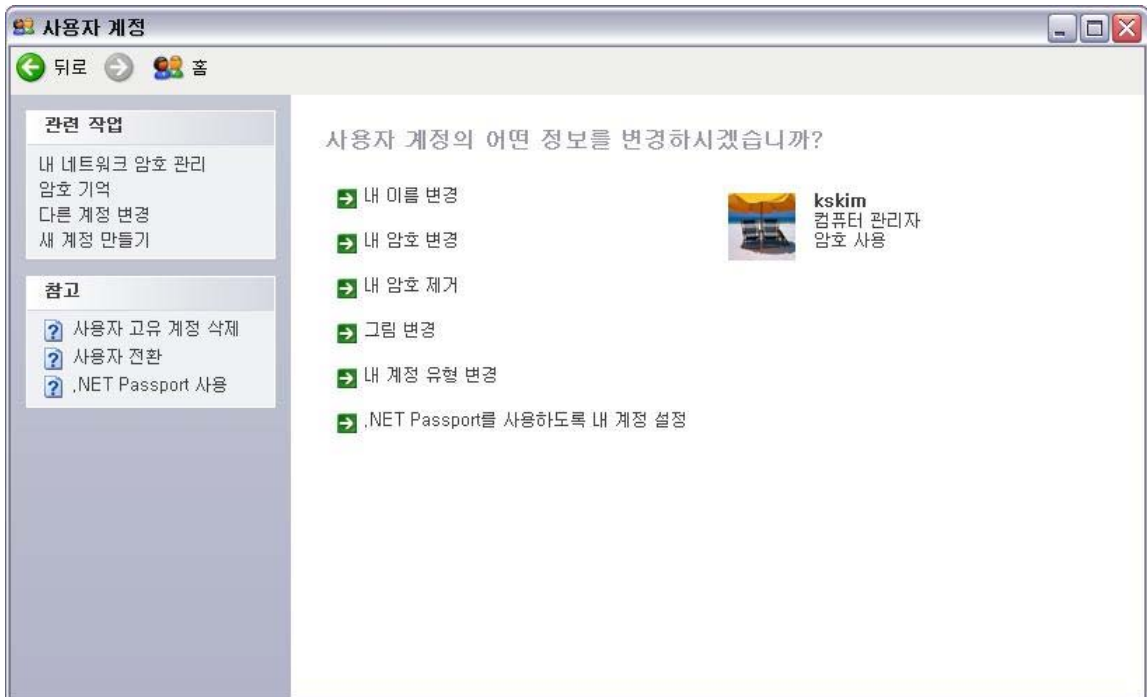 사용자 계정
뒤로 홈
관련 작업
내 네트워크 암호 관리
암호 기억
다른 계정 변경
새 계정 만들기
참고
사용자 고유 계정 삭제
사용자 전환
.NET Passport 사용
사용자 계정의 어떤 정보를 변경하시겠습니까?
내 이름 변경
내 암호 변경
내 암호 제거
그림 변경
내 계정 유형 변경
.NET Passport를 사용하도록 내 계정 설정
kskim
컴퓨터 관리자
암호 사용